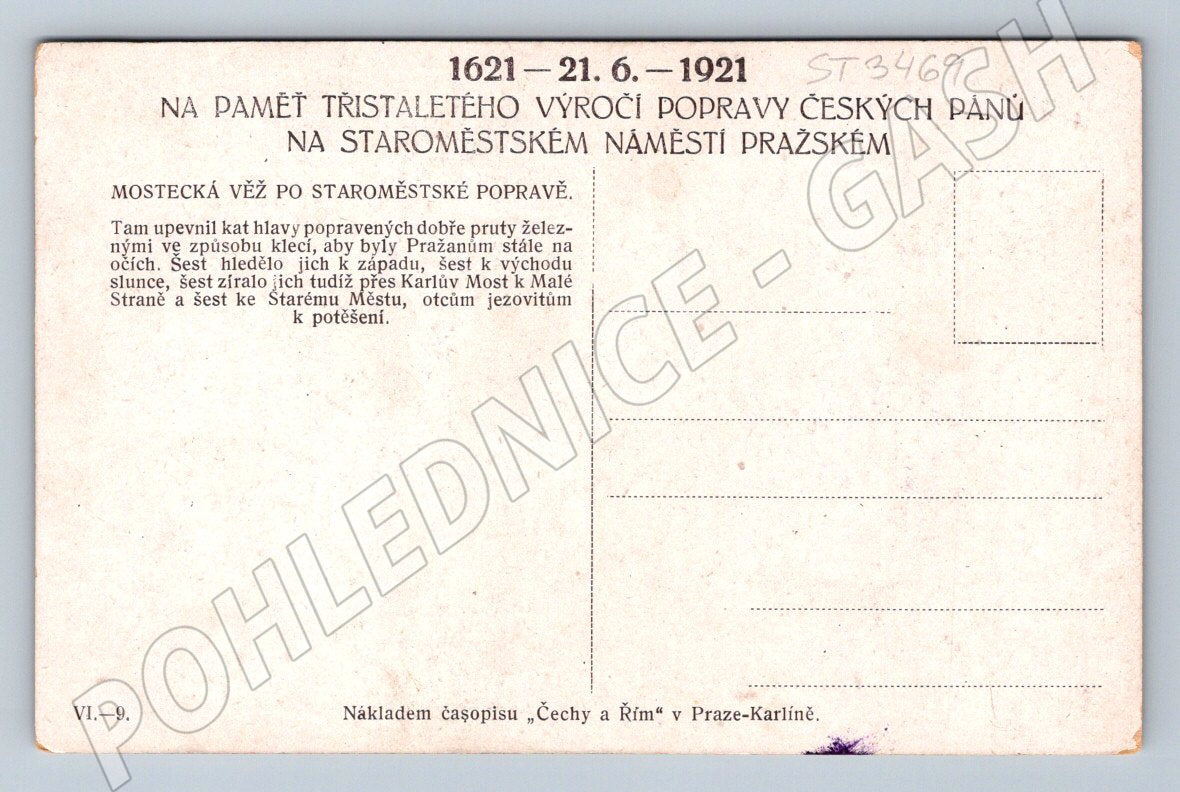 1621 — 21. 6. — 1921
NA PAMĚŤ TŘISTALETÉHO VÝROČÍ POPRAVY ČESKÝCH PÁNŮ
NA STAROMĚSTSKÉM NÁMĚSTÍ PRAŽSKÉM
ST3469
MOSTECKÁ VĚŽ PO STAROMĚSTSKÉ POPRAVĚ.
Tam upevnil kat hlavy popravených dobře pruty želez-
nými ve způsobu klecí, aby byly Pražanům stále na
očích. Šest hledělo jich k západu, šest k východu
slunce, šest zíralo jich tudíž přes Karlův Most k Malé
Straně a šest ke Starému Městu, otcům jezovitům
k potěšení.
VI.—9.
Nákladem časopisu „Čechy a Řím“ v Praze-Karlíně.
POHLEDNICE - GASH